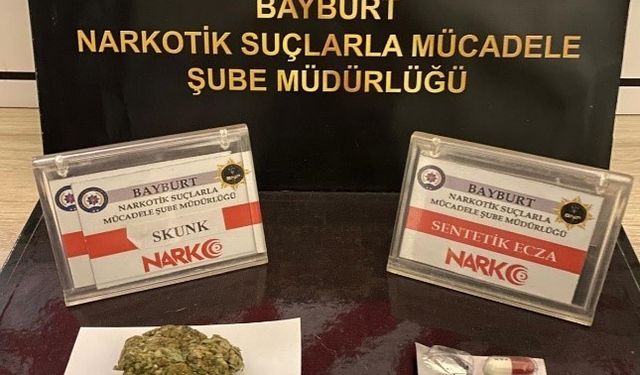 BAYBURT
NARKOTİK SUÇLARLA MÜCADELE
ŞUBE MÜDÜRLÜĞÜ
BAYBURT
NARKOTİK SUÇLARLA
MÜCADELE ŞUBE MÜDÜRLÜĞÜ
SKUNK
NARKO
BAYBURT
NARKOTİK SUÇLARLA
MÜCADELE ŞUBE MÜDÜRLÜĞÜ
SENTETİK ECZA
NARKO